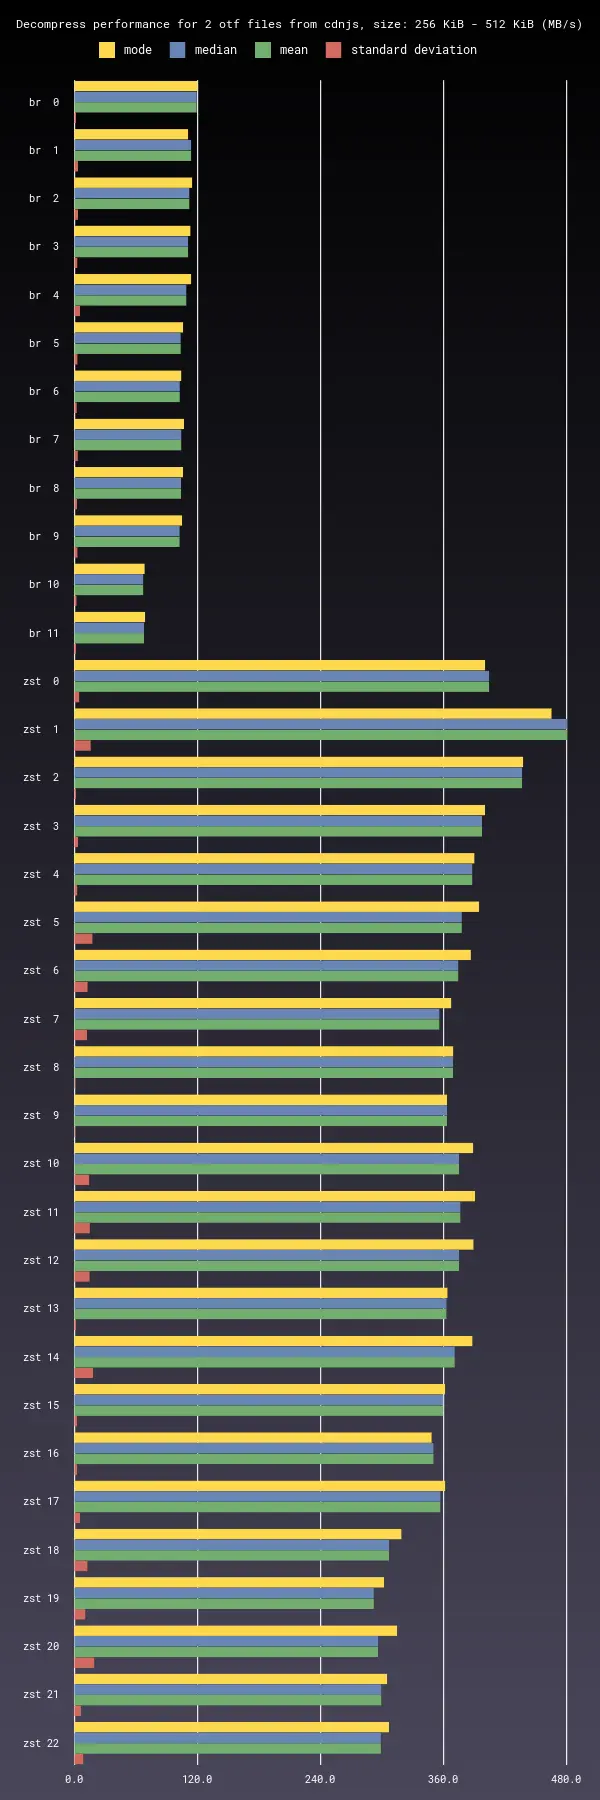 Decompress performance for 2 otf files from cdnjs, size: 256 KiB - 512 KiB (MB/s)
mode median mean standard deviation
br 0
br 1
br 2
br 3
br 4
br 5
br 6
br 7
br 8
br 9
br 10
br 11
zst 0
zst 1
zst 2
zst 3
zst 4
zst 5
zst 6
zst 7
zst 8
zst 9
zst 10
zst 11
zst 12
zst 13
zst 14
zst 15
zst 16
zst 17
zst 18
zst 19
zst 20
zst 21
zst 22
0.0 120.0 240.0 360.0 480.0